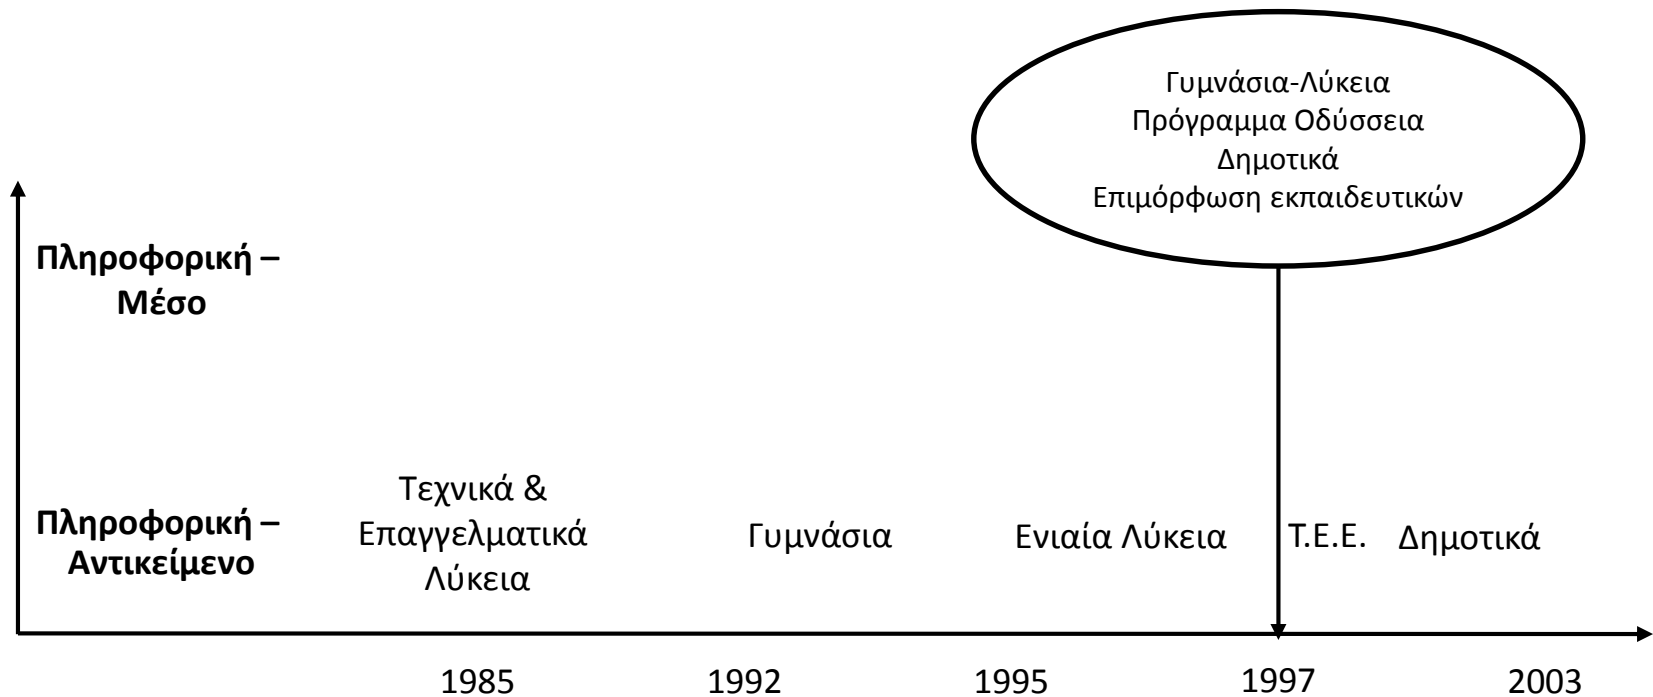 Γυμνάσια-Λύκεια
Πρόγραμμα Οδύσσεια
Δημοτικά
Επιμόρφωση εκπαιδευτικών
Πληροφορική –
Μέσο
Πληροφορική –
Αντικείμενο
Τεχνικά &
Επαγγελματικά
Λύκεια
Γυμνάσια
Ενιαία Λύκεια
Τ.Ε.Ε.
Δημοτικά
1985
1992
1995
1997
2003